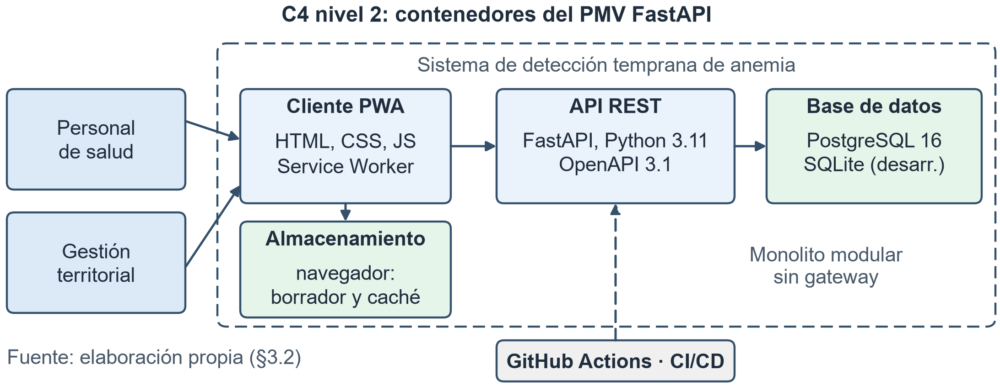 C4 nivel 2: contenedores del PMV FastAPI
Sistema de detección temprana de anemia
Personal
de salud
Gestión
territorial
Cliente PWA
HTML, CSS, JS
Service Worker
Almacenamiento
navegador:
borrador y caché
API REST
FastAPI, Python 3.11
OpenAPI 3.1
Base de datos
PostgreSQL 16
SQLite (desarr.)
Monolito modular
sin gateway
GitHub Actions · CI/CD
Fuente: elaboración propia (§3.2)